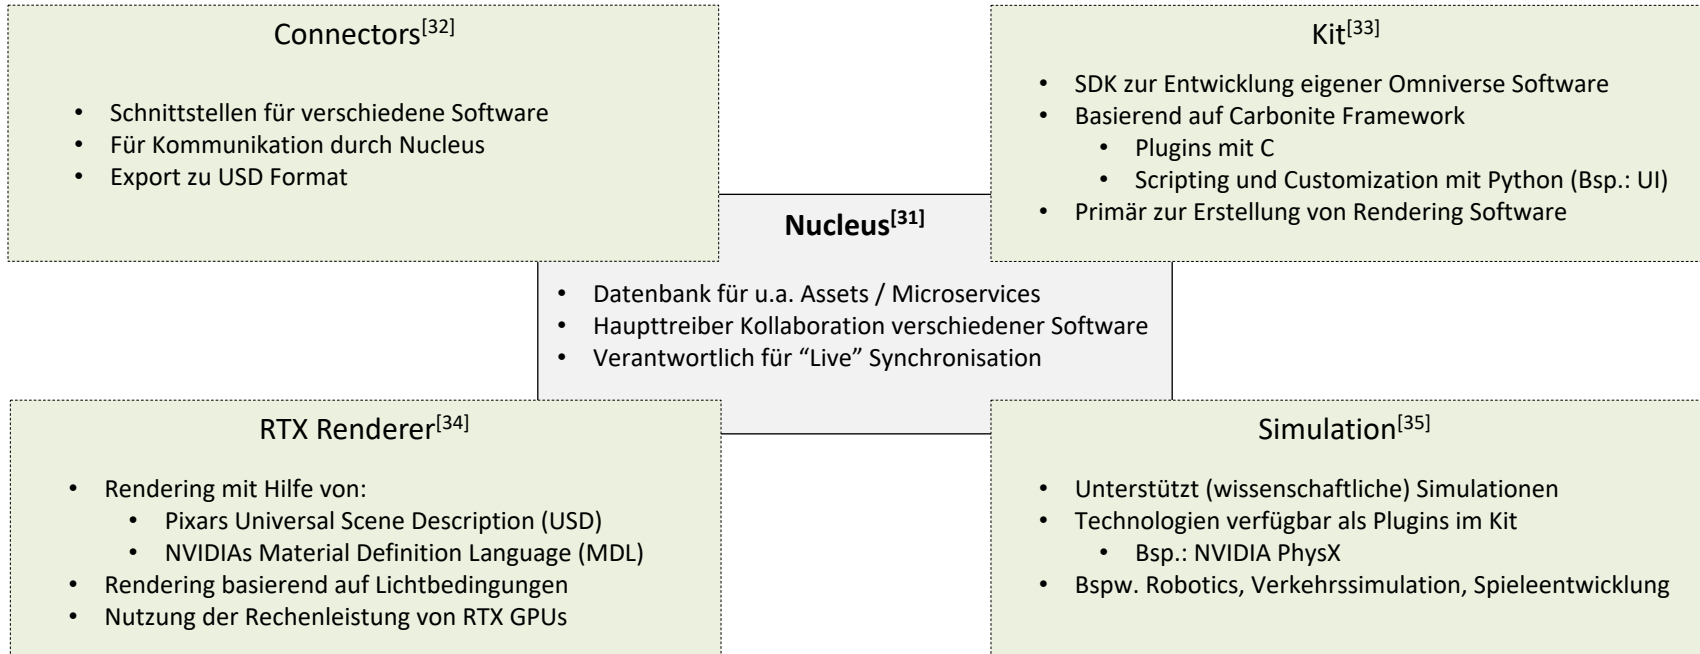 Connectors[32]
• Schnittstellen für verschiedene Software
• Für Kommunikation durch Nucleus
• Export zu USD Format
Kit[33]
• SDK zur Entwicklung eigener Omniverse Software
• Basierend auf Carbonite Framework
• Plugins mit C
• Scripting und Customization mit Python (Bsp.: UI)
• Primär zur Erstellung von Rendering Software
Nucleus[31]
• Datenbank für u.a. Assets / Microservices
• Haupttreiber Kollaboration verschiedener Software
• Verantwortlich für “Live” Synchronisation
RTX Renderer[34]
• Rendering mit Hilfe von:
• Pixars Universal Scene Description (USD)
• NVIDIAs Material Definition Language (MDL)
• Rendering basierend auf Lichtbedingungen
• Nutzung der Rechenleistung von RTX GPUs
Simulation[35]
• Unterstützt (wissenschaftliche) Simulationen
• Technologien verfügbar als Plugins im Kit
• Bsp.: NVIDIA PhysX
• Bspw. Robotics, Verkehrssimulation, Spieleentwicklung